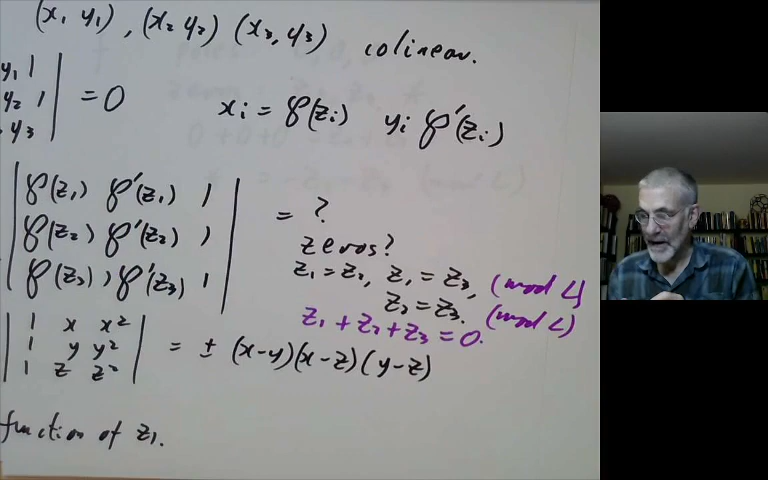 (x₁ y₁), (x₂ y₂) (x₃, y₃) colinear.
y₁ 1
y₂ 1 | = 0
y₃
xᵢ = ℘(zᵢ) yᵢ ℘'(zᵢ)
| ℘(z₁) ℘'(z₁) 1 |
| ℘(z₂) ℘'(z₂) 1 | = ?
| ℘(z₃) ℘'(z₃) 1 |
zeros?
z₁ = z₂, z₁ = z₃, (mod L)
z₂ = z₃.
z₁ + z₂ + z₃ = 0. (mod L)
| 1 x x² |
| 1 y y² | = ± (x-y)(x-z)(y-z)
| 1 z z² |
function of z₁.